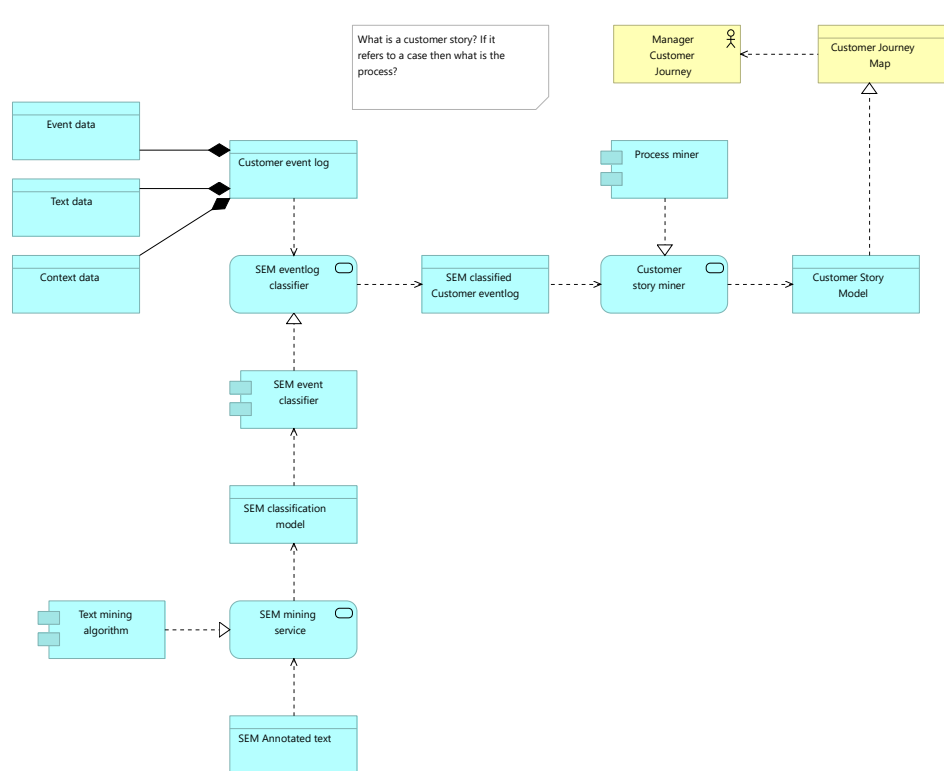 What is a customer story? If it
refers to a case then what is the
process?
Manager
Customer
Journey
Customer Journey
Map
Event data
Customer event log
Process miner
Text data
Context data
SEM eventlog
classifier
SEM classified
Customer eventlog
Customer
story miner
Customer Story
Model
SEM event
classifier
SEM classification
model
Text mining
algorithm
SEM mining
service
SEM Annotated text